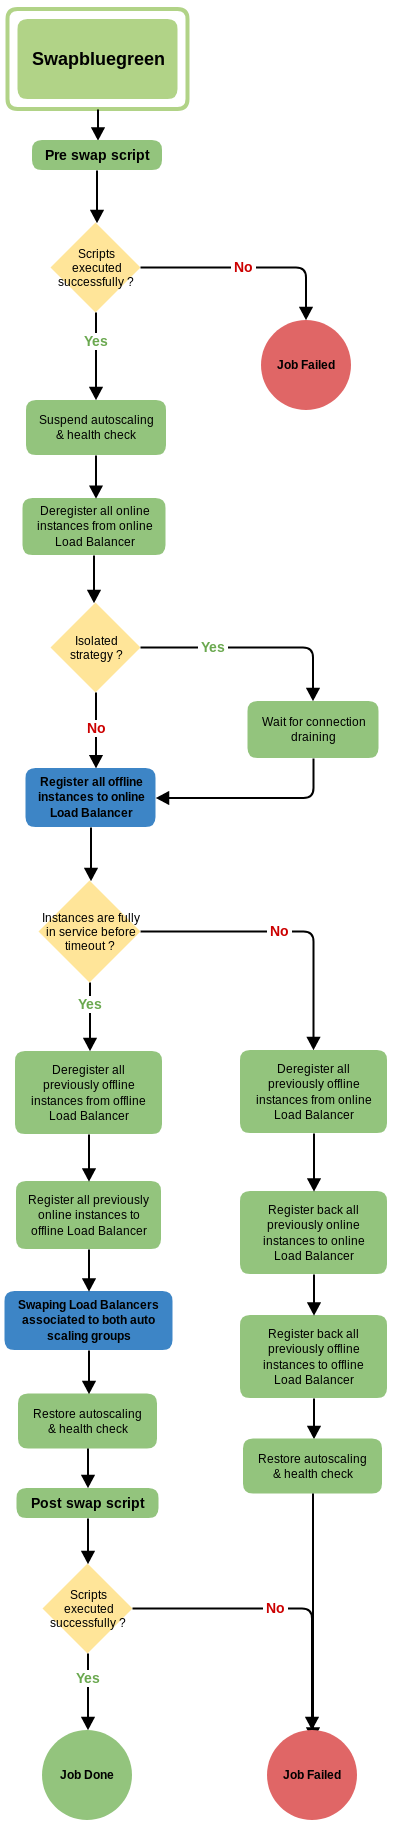 Swapbluegreen
Pre swap script
Scripts
executed
successfully ?
No
Job Failed
Yes
Suspend autoscaling
& health check
Deregister all online
instances from online
Load Balancer
Isolated
strategy ?
Yes
Wait for connection
draining
No
Register all offline
instances to online
Load Balancer
Instances are fully
in service before
timeout ?
No
Yes
Deregister all
previously offline
instances from offline
Load Balancer
Deregister all
previously offline
instances from online
Load Balancer
Register all previously
online instances to
offline Load Balancer
Register back all
previously online
instances to online
Load Balancer
Swaping Load Balancers
associated to both auto
scaling groups
Register back all
previously offline
instances to offline
Load Balancer
Restore autoscaling
& health check
Restore autoscaling
& health check
Post swap script
Scripts
executed
successfully ?
No
Yes
Job Done
Job Failed